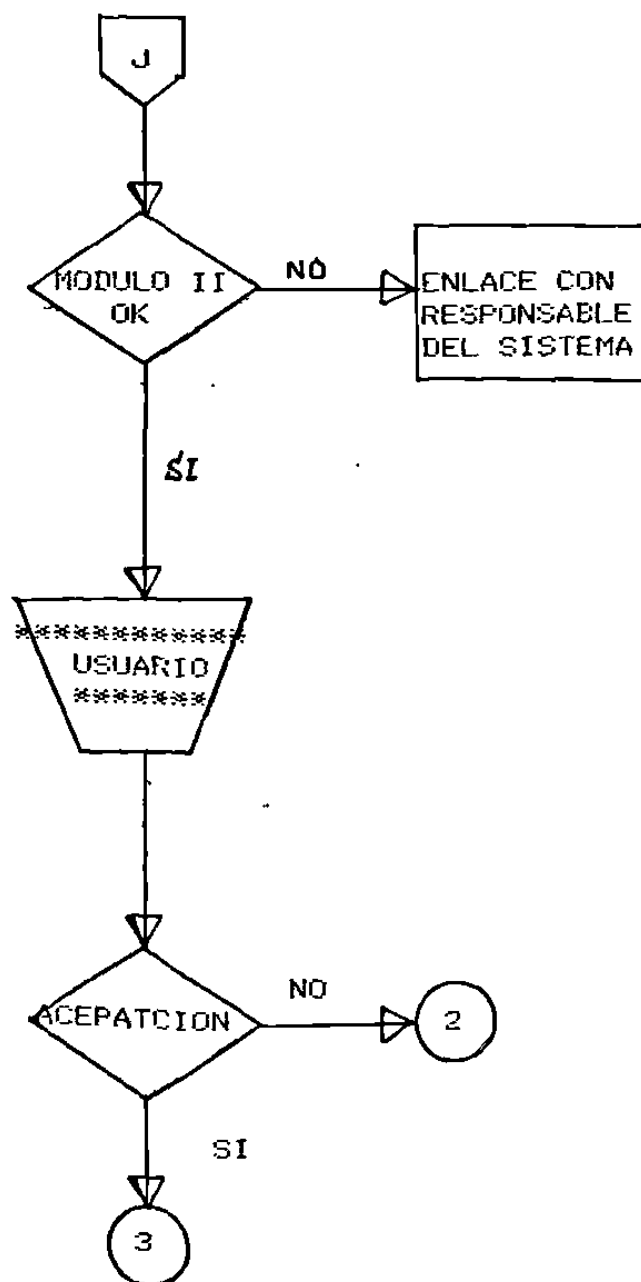 J
MODULO II
OK
NO
ENLACE CON
RESPONSABLE
DEL SISTEMA
SI
************
USUARIO
*******
ACEPATCION
NO
2
SI
3